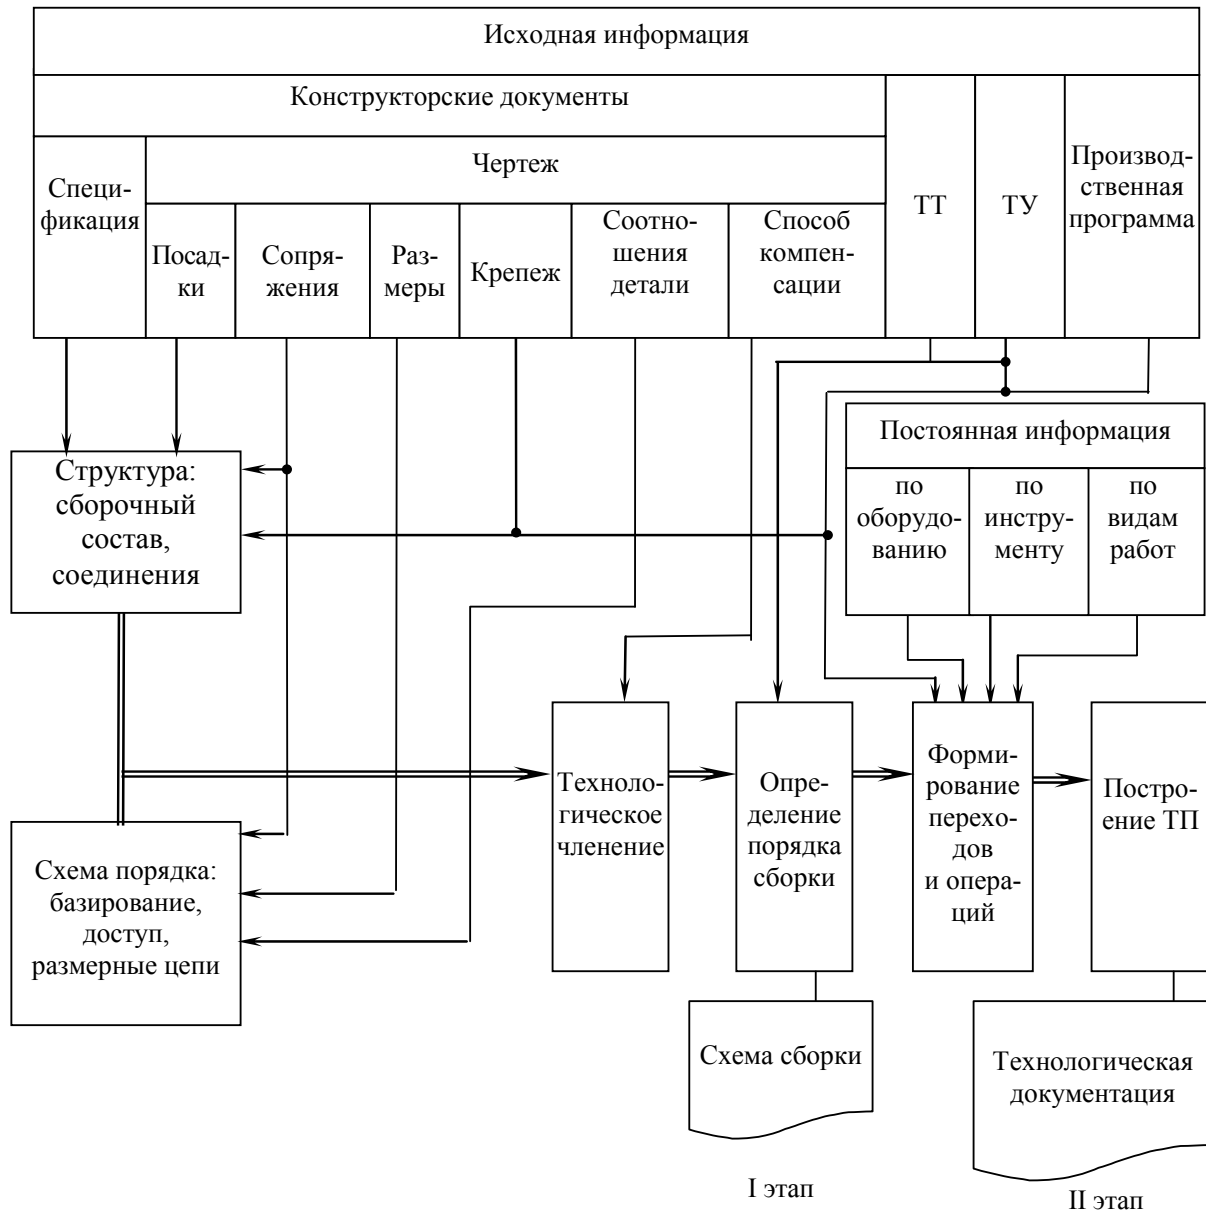 Исходная информация
Конструкторские документы
Специ-
фикация
Чертеж
Посад-
ки
Сопря-
жения
Раз-
меры
Крепеж
Соотно-
шения
детали
Способ
компен-
сации
ТТ
ТУ
Производ-
ственная
программа
Постоянная информация
по
оборудо-
ванию
по
инстру-
менту
по
видам
работ
Структура:
сборочный
состав,
соединения
Схема порядка:
базирование,
доступ,
размерные цепи
Техноло-
гическое
членение
Опре-
деление
порядка
сборки
Форми-
рование
перехо-
дов
и опера-
ций
Постро-
ение ТП
Схема сборки
Технологическая
документация
I этап
II этап